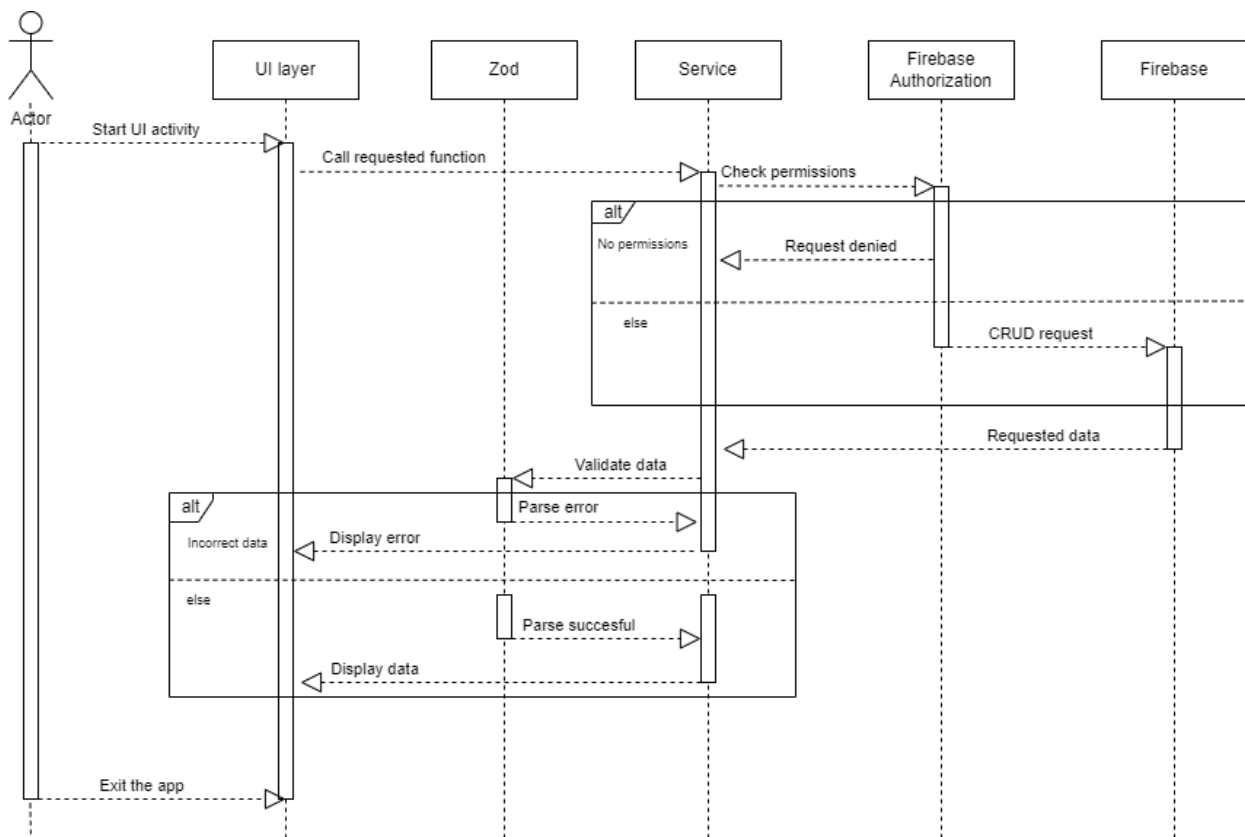 UI layer
Zod
Service
Firebase
Authorization
Firebase
Actor
Start UI activity
Call requested function
Check permissions
alt
No permissions
Request denied
else
CRUD request
Requested data
Validate data
alt
Parse error
Incorrect data
Display error
else
Parse succesful
Display data
Exit the app